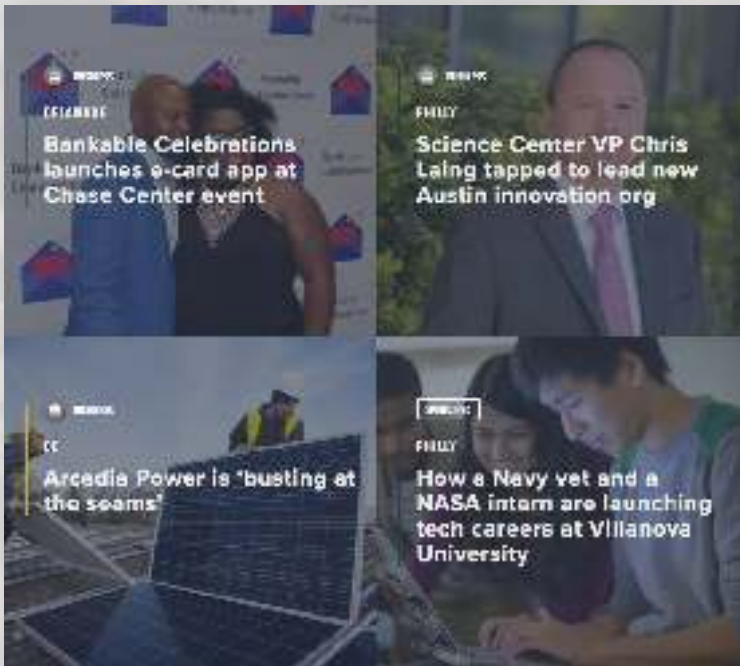 DELAWARE
Bankable Celebrations
launches e-card app at
Chase Center event
PHILLY
Science Center VP Chris
Laing tapped to lead new
Austin innovation org
DC
Arcadia Power is ‘busting at
the seams’
PHILLY
How a Navy vet and a
NASA intern are launching
tech careers at Villanova
University